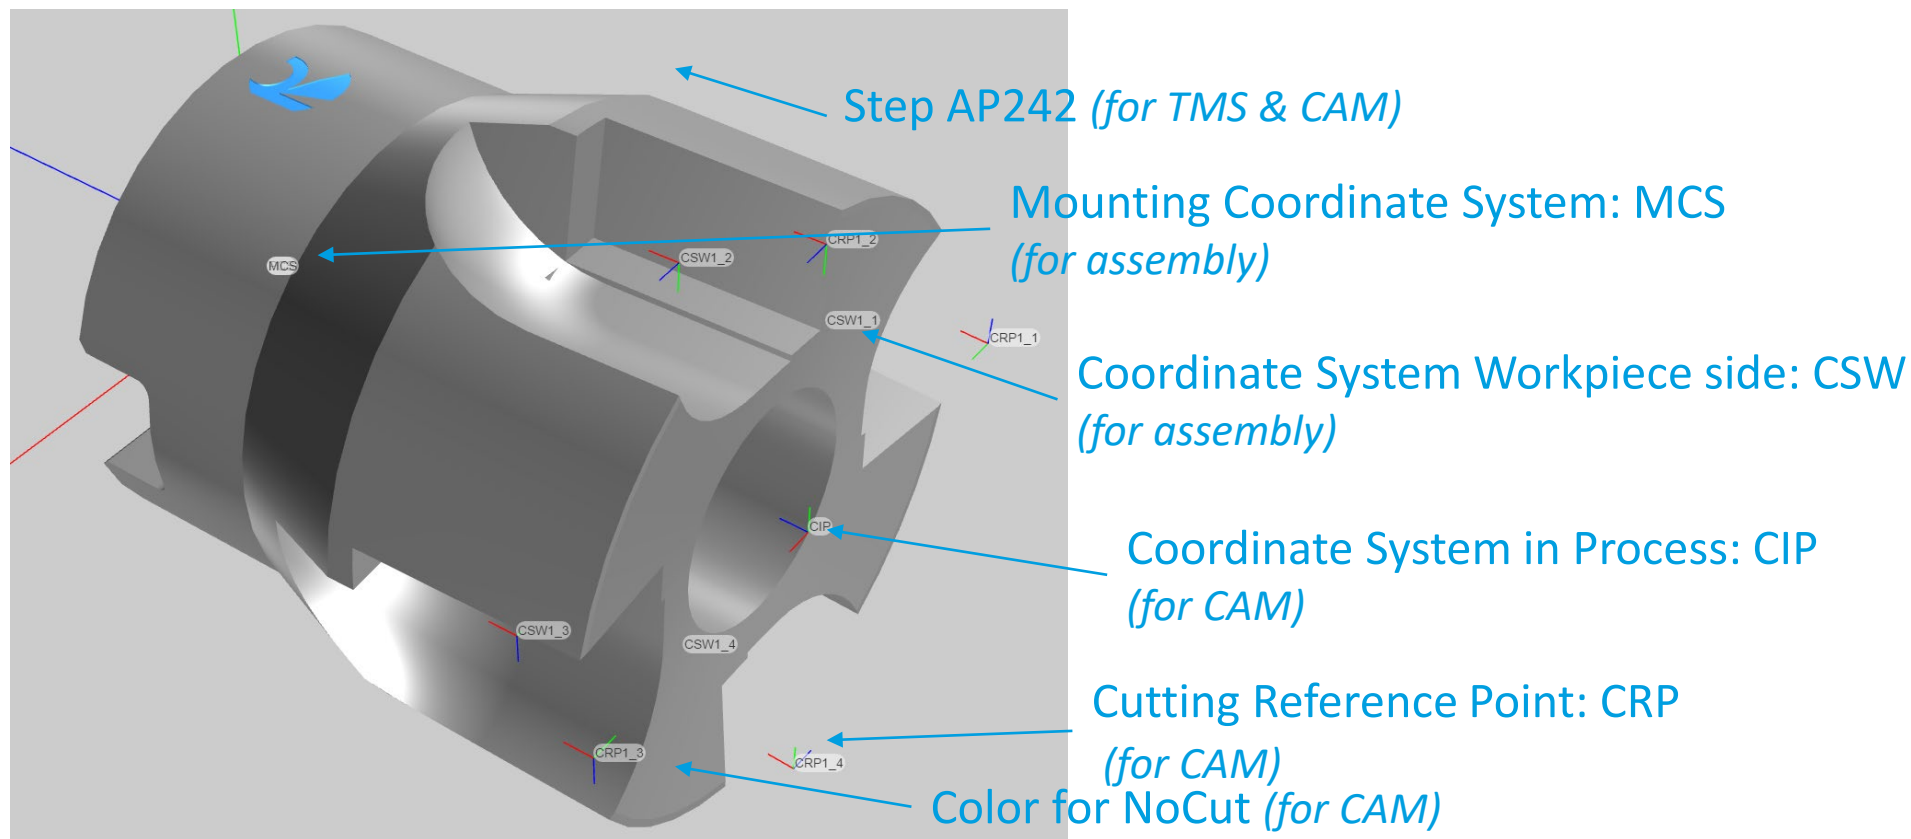 Step AP242 (for TMS & CAM)
Mounting Coordinate System: MCS
(for assembly)
MCS
CSW1_2
CRP1_2
CSW1_1
CRP1_1
Coordinate System Workpiece side: CSW
(for assembly)
CIP
Coordinate System in Process: CIP
(for CAM)
CSW1_3
CSW1_4
Cutting Reference Point: CRP
(for CAM)
CRP1_3
CRP1_4
Color for NoCut (for CAM)